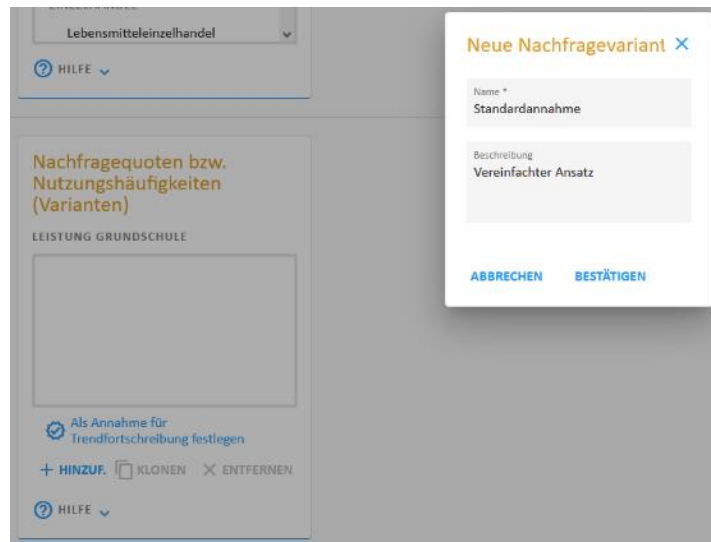 EINZELHANDEL
Lebensmitteleinzelhandel
HILFE
Nachfragequoten bzw.
Nutzungshäufigkeiten
(Varianten)
LEISTUNG GRUNDSCHULE
Als Annahme für
Trendfortschreibung festlegen
HINZUF. KLONEN ENTFERNEN
HILFE
Neue Nachfragevariant
Name *
Standardannahme
Beschreibung
Vereinfachter Ansatz
ABBRECHEN BESTÄTIGEN